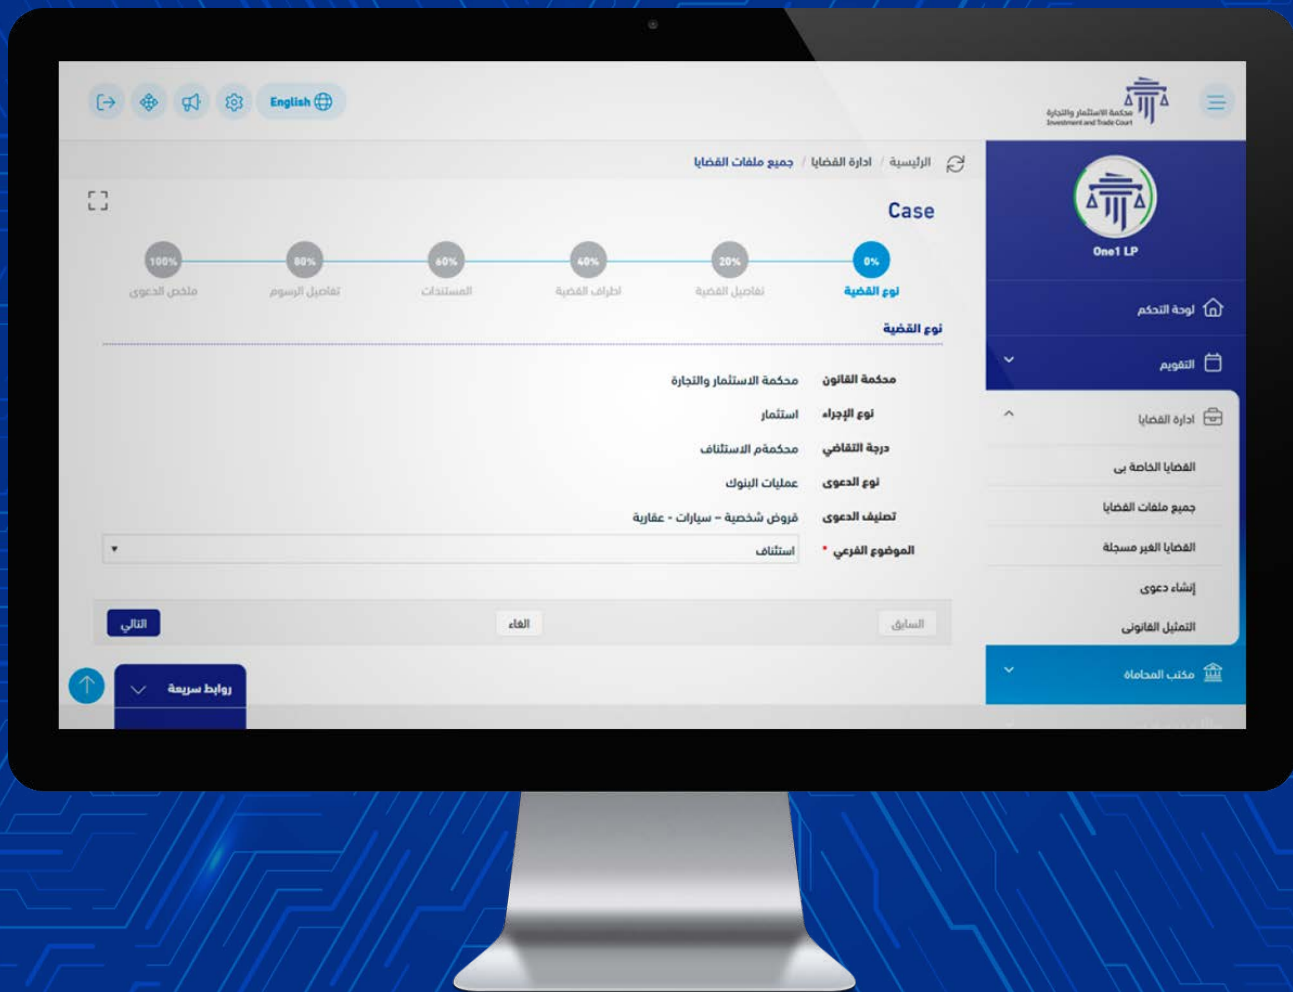 English
محكمة الاستثمار والتجارة
Investment and Trade Court
الرئيسية / ادارة القضايا / جميع ملفات القضايا
Case
0% 20% 40% 60% 80% 100%
نوع القضية تفاصيل القضية اطراف القضية المستندات تفاصيل الرسوم ملخص الدعوى
نوع القضية
محكمة القانون محكمة الاستثمار والتجارة
نوع الإجراء استثمار
درجة التقاضي محكمةم الاستئناف
نوع الدعوى عمليات البنوك
تصنيف الدعوى قروض شخصية – سيارات - عقارية
الموضوع الفرعي * استئناف
السابق الغاء التالي
روابط سريعة
One1 LP
لوحة التحكم
التقويم
ادارة القضايا
القضايا الخاصة بى
جميع ملفات القضايا
القضايا الغير مسجلة
إنشاء دعوى
التمثيل القانونى
مكتب المحاماة